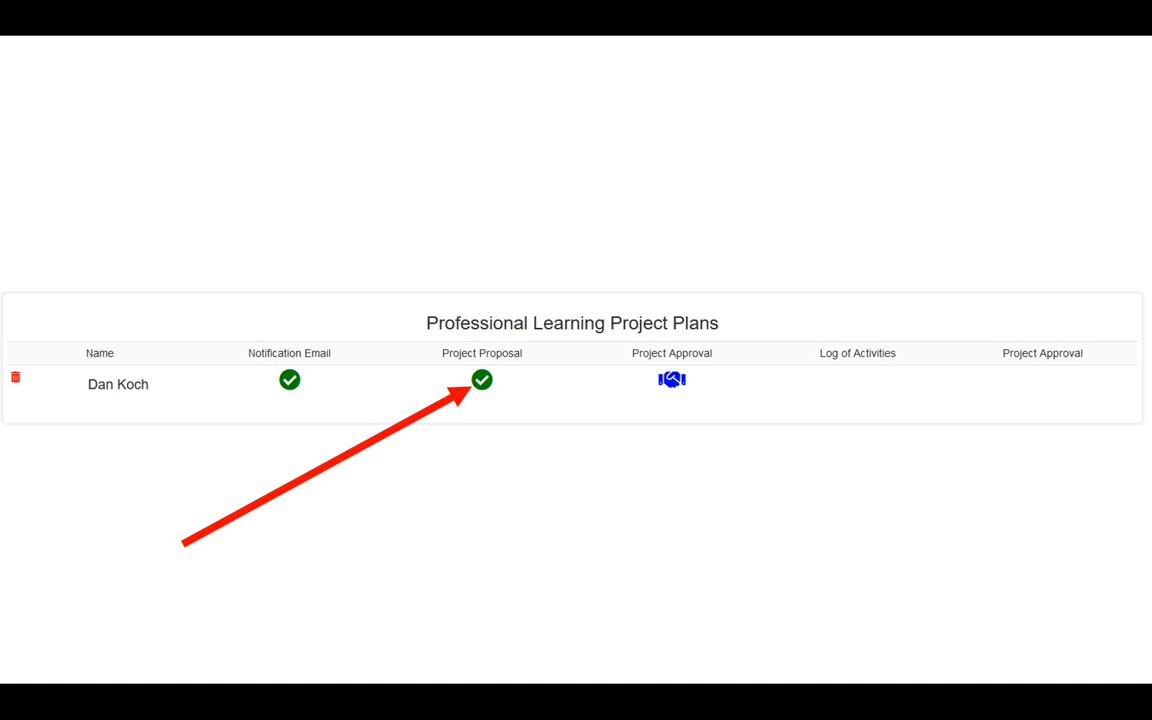 Professional Learning Project Plans
Name Notification Email Project Proposal Project Approval Log of Activities Project Approval
Dan Koch